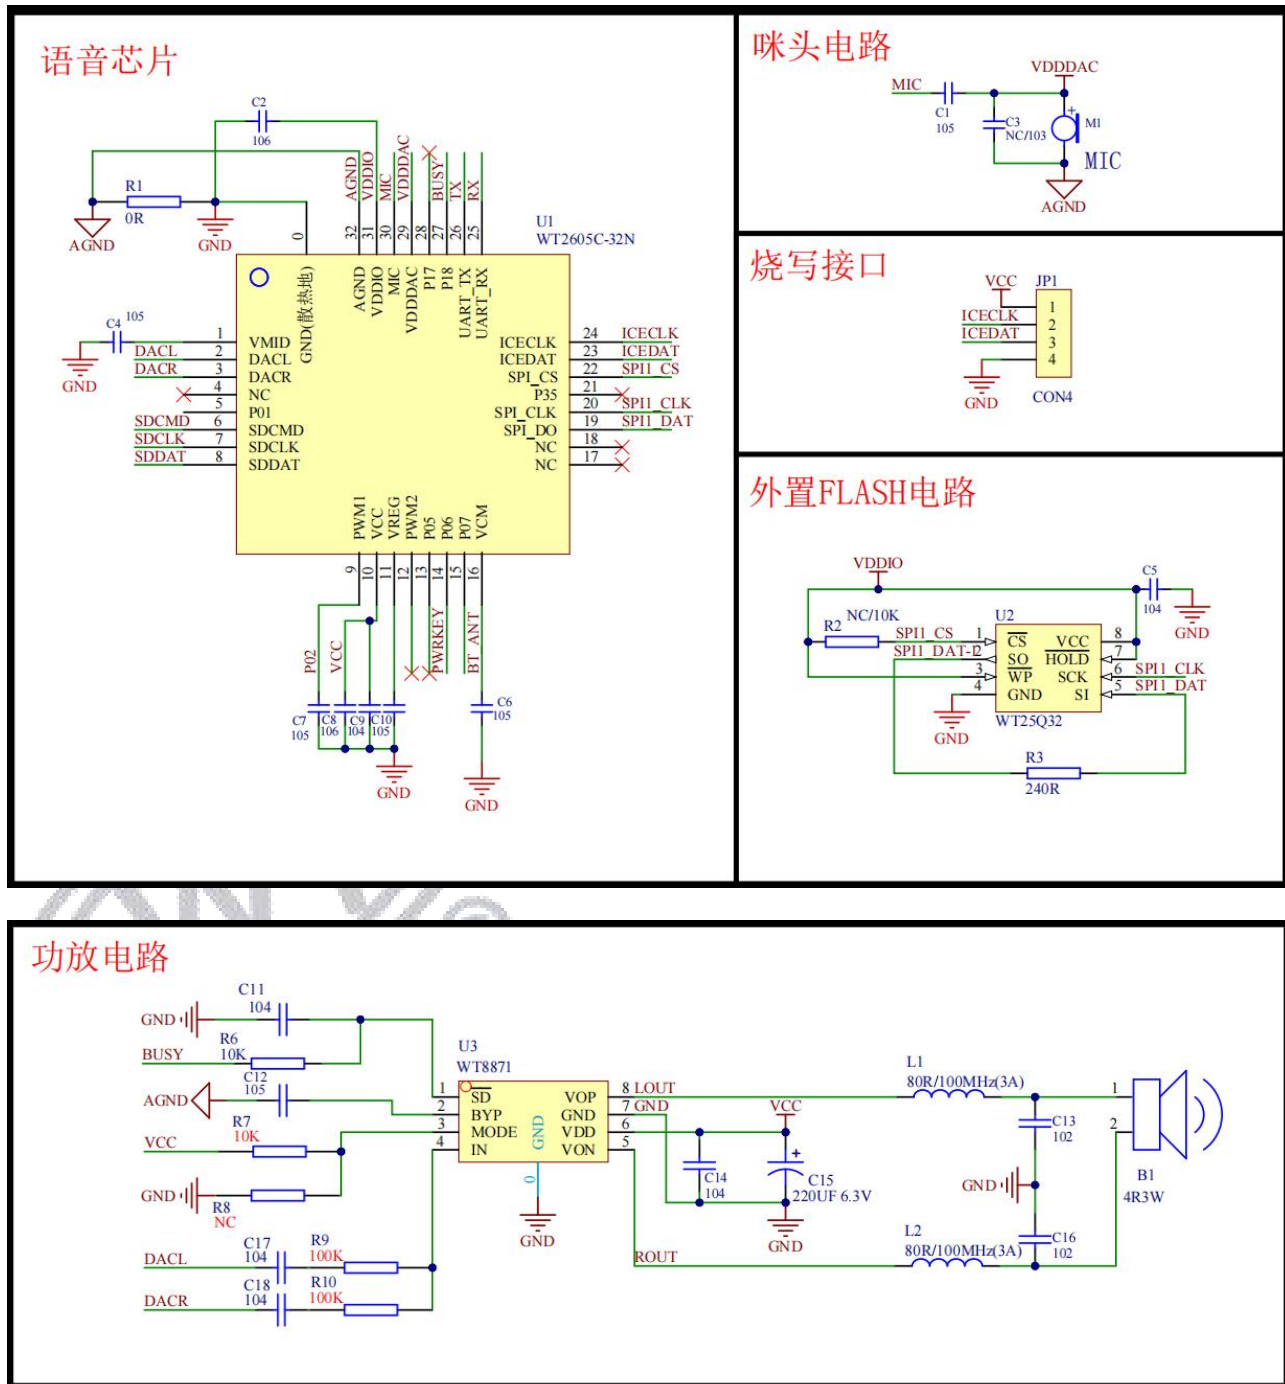 语音芯片
C2
106
AGND
VDDIO
MIC
VDDDAC
BUSY
TX
RX
R1
0R
AGND
GND
0
32
31
30
29
28
27
26
25
U1
WT2605C-32N
GND(散热地)
AGND
VDDIO
MIC
VDDDAC
P17
P18
UART_TX
UART_RX
C4
105
GND
DACL
DACR
SDCMD
SDCLK
SDDAT
1
2
3
4
5
6
7
8
VMID
DACL
DACR
NC
P01
SDCMD
SDCLK
SDDAT
ICECLK
ICEDAT
SPI_CS
P35
SPI_CLK
SPI_DO
NC
NC
24
23
22
21
20
19
18
17
ICECLK
ICEDAT
SPI1_CS
SPI1_CLK
SPI1_DAT
PWM1
VCC
VREG
PWM2
P05
P06
P07
VCM
9
10
11
12
13
14
15
16
P02
VCC
PWRKEY
BT_ANT
C7
105
C8
106
C9
104
C10
105
C6
105
GND
GND
咪头电路
VDDDAC
MIC
C1
105
C3
NC/103
M1
MIC
AGND
烧写接口
VCC
JP1
ICECLK
ICEDAT
1
2
3
4
GND
CON4
外置FLASH电路
VDDIO
C5
104
GND
NC/10K
R2
U2
SPI1_CS
SPI1_DAT-1
1
2
3
4
CS
SO
WP
GND
VCC
HOLD
SCK
SI
8
7
6
5
SPI1_CLK
SPI1_DAT
GND
WT25Q32
R3
240R
功放电路
C11
104
GND
R6
10K
BUSY
C12
105
AGND
R7
10K
VCC
GND
R8
NC
C17
104
R9
100K
DACL
C18
104
R10
100K
DACR
U3
WT8871
1
2
3
4
SD
BYP
MODE
IN
GND
0
GND
VOP
GND
VDD
VON
8
7
6
5
LOUT
GND
VCC
C14
104
C15
220UF 6.3V
GND
ROUT
L1
80R/100MHz(3A)
C13
102
GND
L2
80R/100MHz(3A)
C16
102
1
2
B1
4R3W